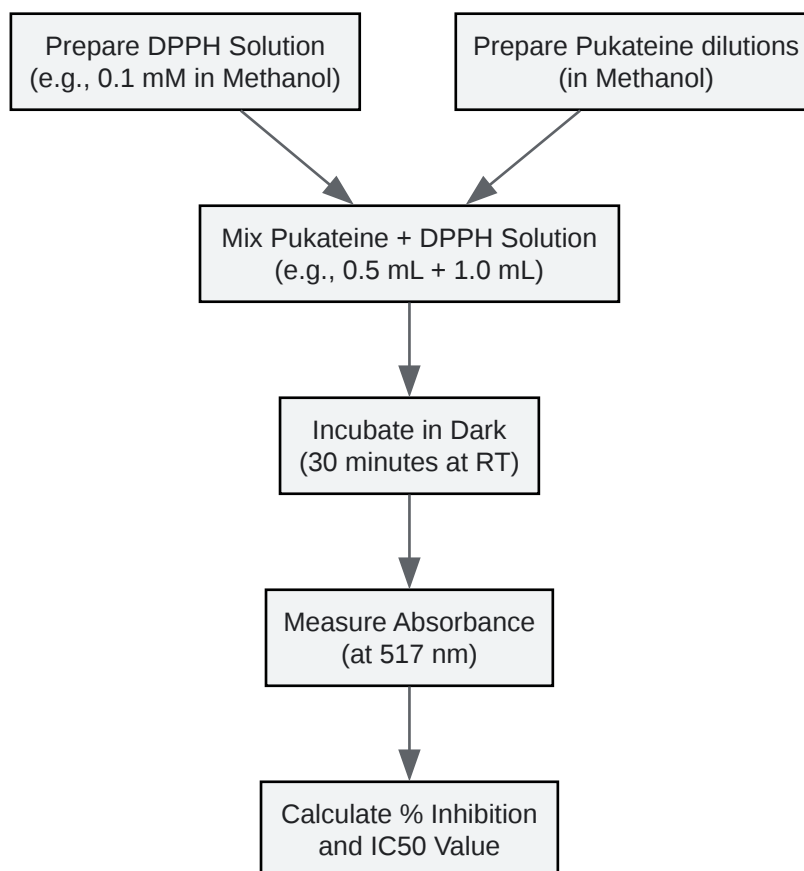 Prepare DPPH Solution
(e.g., 0.1 mM in Methanol)
Prepare Pukateine dilutions
(in Methanol)
Mix Pukateine + DPPH Solution
(e.g., 0.5 mL + 1.0 mL)
Incubate in Dark
(30 minutes at RT)
Measure Absorbance
(at 517 nm)
Calculate % Inhibition
and IC50 Value